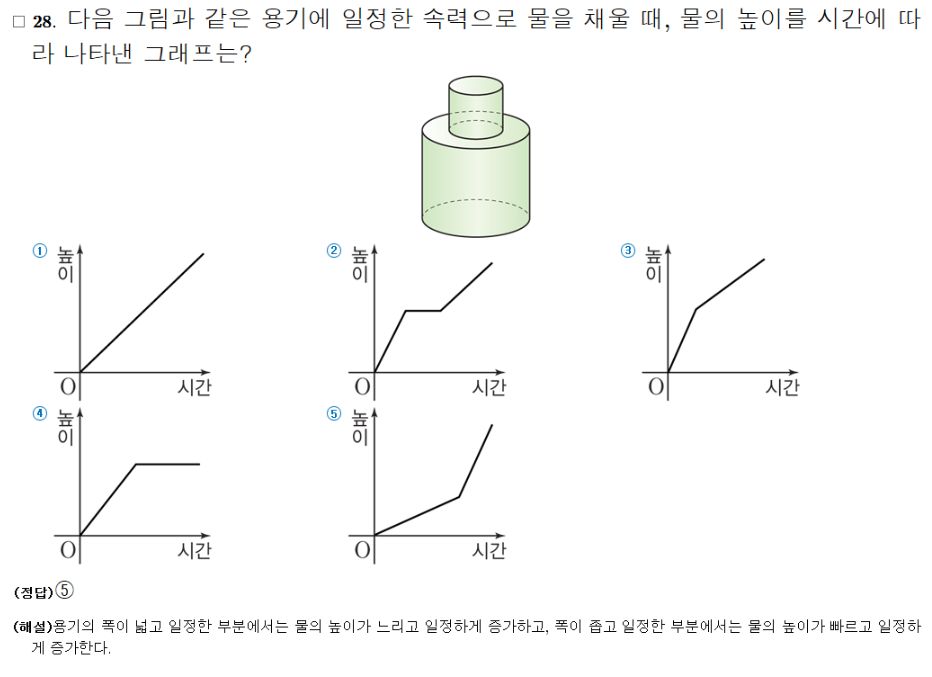 □ 28. 다음 그림과 같은 용기에 일정한 속력으로 물을 채울 때, 물의 높이를 시간에 따
라 나타낸 그래프는?
① 높이 O 시간
② 높이 O 시간
③ 높이 O 시간
④ 높이 O 시간
⑤ 높이 O 시간
(정답)⑤
(해설)용기의 폭이 넓고 일정한 부분에서는 물의 높이가 느리고 일정하게 증가하고, 폭이 좁고 일정한 부분에서는 물의 높이가 빠르고 일정하
게 증가한다.